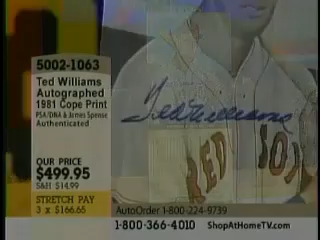 5002-1063
Ted Williams
Autographed
1981 Cope Print
PSA/DNA & James Spense
Authenticated
OUR PRICE
$499.95
S&H $14.99
STRETCH PAY
3 x $166.65
Ted Williams
RED SOX
AutoOrder 1-800-224-9739
1-800-366-4010 ShopAtHomeTV.com